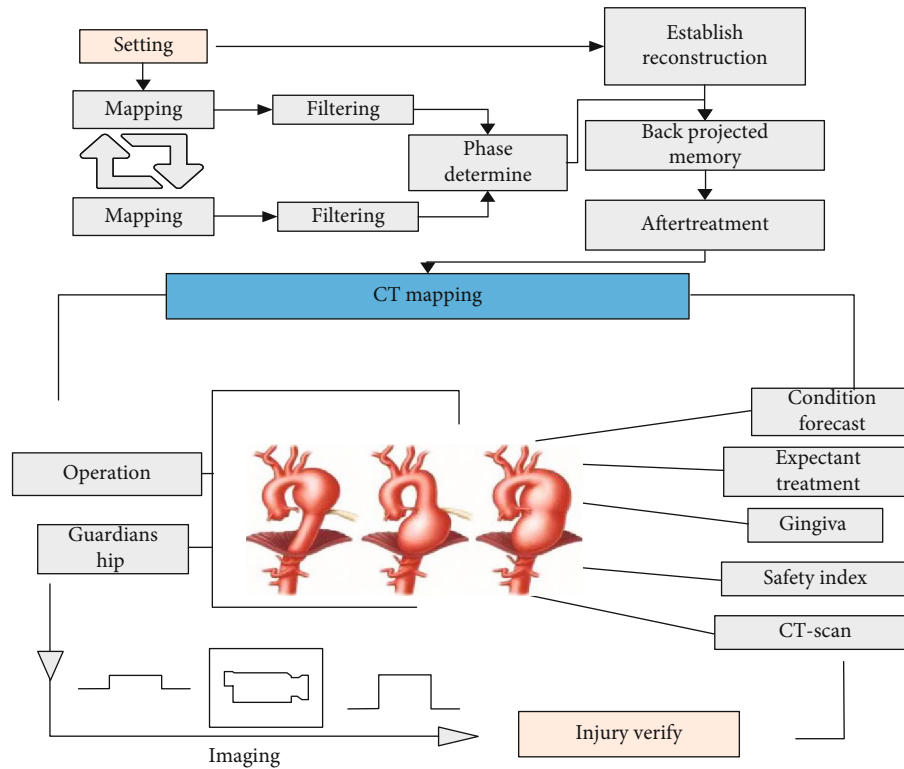 Setting
Establish
reconstruction
Mapping
Filtering
Phase
determine
Back projected
memory
Mapping
Filtering
Aftertreatment
CT mapping
Condition
forecast
Operation
Expectant
treatment
Gingiva
Guardians
hip
Safety index
CT-scan
Injury verify
Imaging